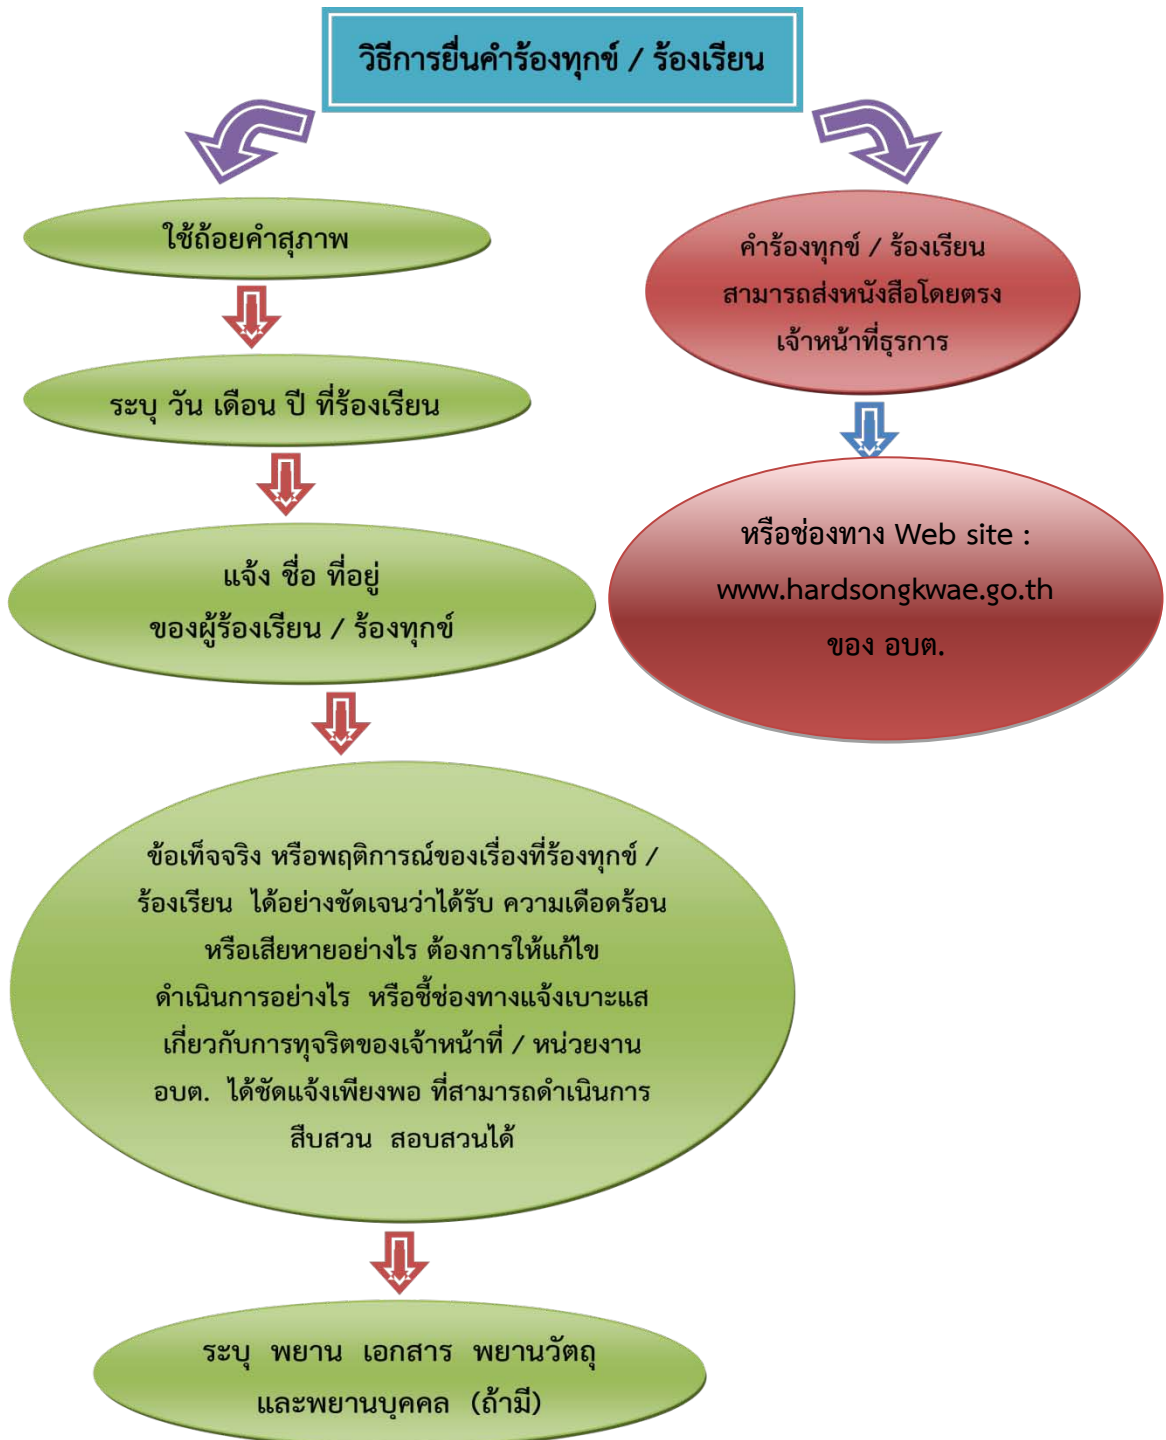 วิธีการยื่นคำร้องทุกข์ / ร้องเรียน
ใช้ถ้อยคำสุภาพ
ระบุ วัน เดือน ปี ที่ร้องเรียน
แจ้ง ชื่อ ที่อยู่
ของผู้ร้องเรียน / ร้องทุกข์
ข้อเท็จจริง หรือพฤติการณ์ของเรื่องที่ร้องทุกข์ /
ร้องเรียน ได้อย่างชัดเจนว่าได้รับ ความเดือดร้อน
หรือเสียหายอย่างไร ต้องการให้แก้ไข
ดำเนินการอย่างไร หรือชี้ช่องทางแจ้งเบาะแส
เกี่ยวกับการทุจริตของเจ้าหน้าที่ / หน่วยงาน
อบต. ได้ชัดแจ้งเพียงพอ ที่สามารถดำเนินการ
สืบสวน สอบสวนได้
ระบุ พยาน เอกสาร พยานวัตถุ
และพยานบุคคล (ถ้ามี)
คำร้องทุกข์ / ร้องเรียน
สามารถส่งหนังสือโดยตรง
เจ้าหน้าที่ธุรการ
หรือช่องทาง Web site :
www.hardsongkwae.go.th
ของ อบต.